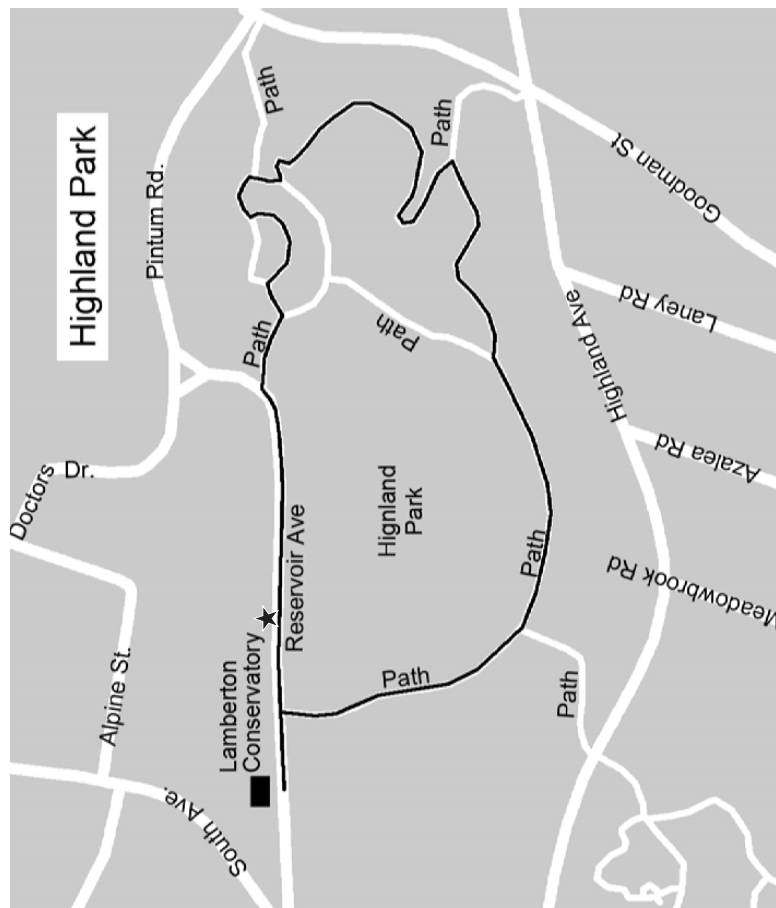 Highland Park
Path
Path
Goodman St
Pintum Rd.
Laney Rd
Path
Path
Highland Ave
Azalea Rd
Doctors
Dr.
Hignland
Park
Reservoir Ave
Path
Meadowbrook Rd
Lamberton
Conservatory
Alpine St.
Path
Path
South Ave.